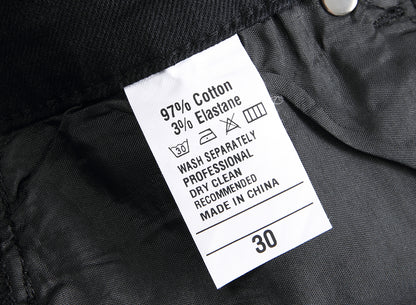 97% Cotton
3% Elastane
30
WASH SEPARATELY
PROFESSIONAL
DRY CLEAN
RECOMMENDED
MADE IN CHINA
30